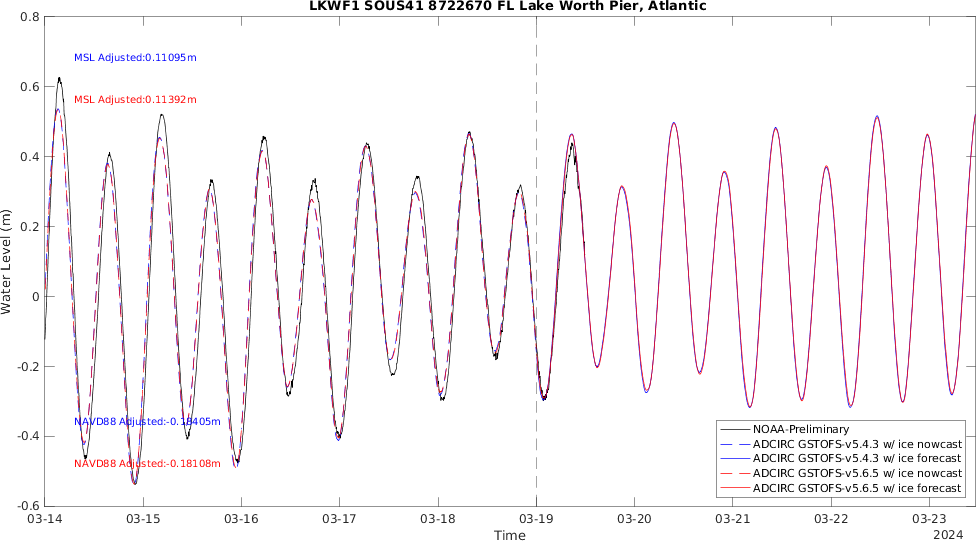 LKWF1 SOUS41 8722670 FL Lake Worth Pier, Atlantic
0.8
0.6
0.4
0.2
0
-0.2
-0.4
-0.6
Water Level (m)
MSL Adjusted:0.11095m
MSL Adjusted:0.11392m
NAVD88 Adjusted:-0.18405m
NAVD88 Adjusted:-0.18108m
NOAA-Preliminary
ADCIRC GSTOFS-v5.4.3 w/ ice nowcast
ADCIRC GSTOFS-v5.4.3 w/ ice forecast
ADCIRC GSTOFS-v5.6.5 w/ ice nowcast
ADCIRC GSTOFS-v5.6.5 w/ ice forecast
03-14 03-15 03-16 03-17 03-18 03-19 03-20 03-21 03-22 03-23
Time
2024